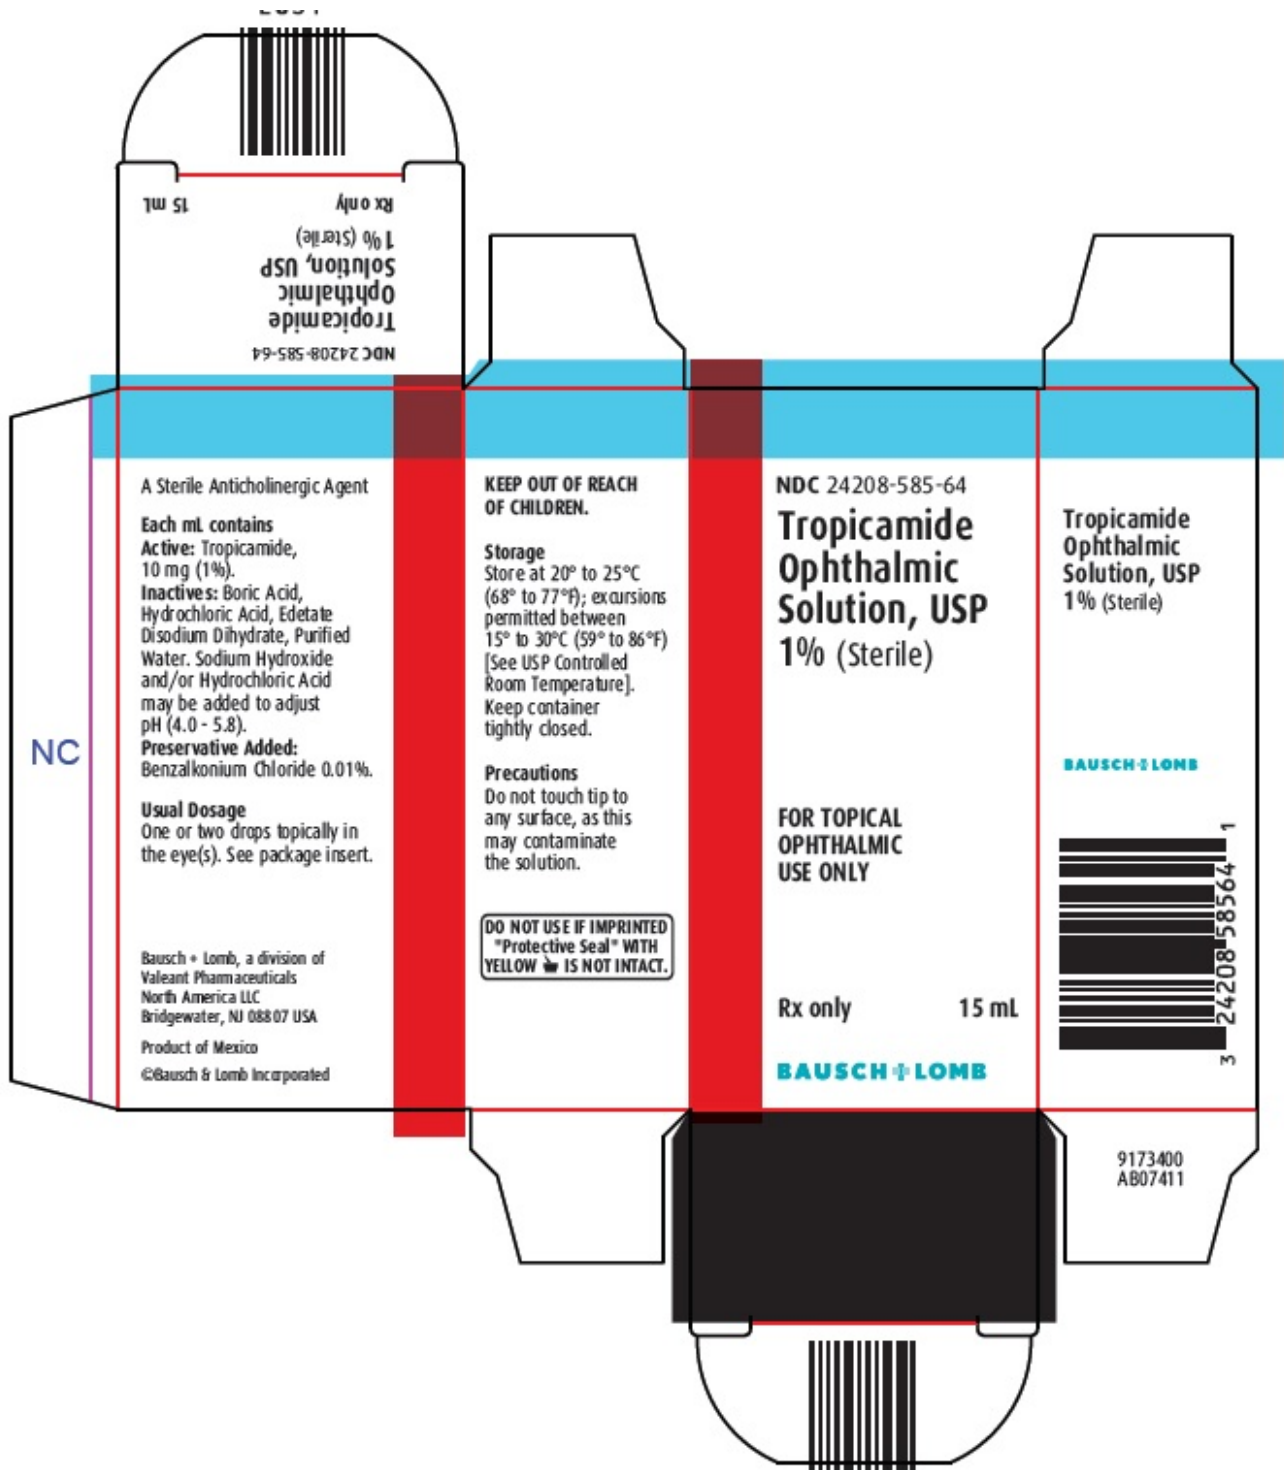 15 mL
Rx only
1% (Sterile)
Solution, USP
Ophthalmic
Tropicamide
NDC 24208-585-64
NC
A Sterile Anticholinergic Agent
Each mL contains
Active: Tropicamide,
10 mg (1%).
Inactives: Boric Acid,
Hydrochloric Acid, Edetate
Disodium Dihydrate, Purified
Water. Sodium Hydroxide
and/or Hydrochloric Acid
may be added to adjust
pH (4.0 - 5.8).
Preservative Added:
Benzalkonium Chloride 0.01%.
Usual Dosage
One or two drops topically in
the eye(s). See package insert.
Bausch + Lomb, a division of
Valeant Pharmaceuticals
North America LLC
Bridgewater, NJ 08807 USA
Product of Mexico
©Bausch & Lomb Incorporated
KEEP OUT OF REACH
OF CHILDREN.
Storage
Store at 20° to 25°C
(68° to 77°F); excursions
permitted between
15° to 30°C (59° to 86°F)
[See USP Controlled
Room Temperature].
Keep container
tightly closed.
Precautions
Do not touch tip to
any surface, as this
may contaminate
the solution.
DO NOT USE IF IMPRINTED
"Protective Seal" WITH
YELLOW IS NOT INTACT.
NDC 24208-585-64
Tropicamide
Ophthalmic
Solution, USP
1% (Sterile)
FOR TOPICAL
OPHTHALMIC
USE ONLY
Rx only 15 mL
BAUSCH+LOMB
Tropicamide
Ophthalmic
Solution, USP
1% (Sterile)
BAUSCH+LOMB
3 24208 58564 1
9173400
AB07411